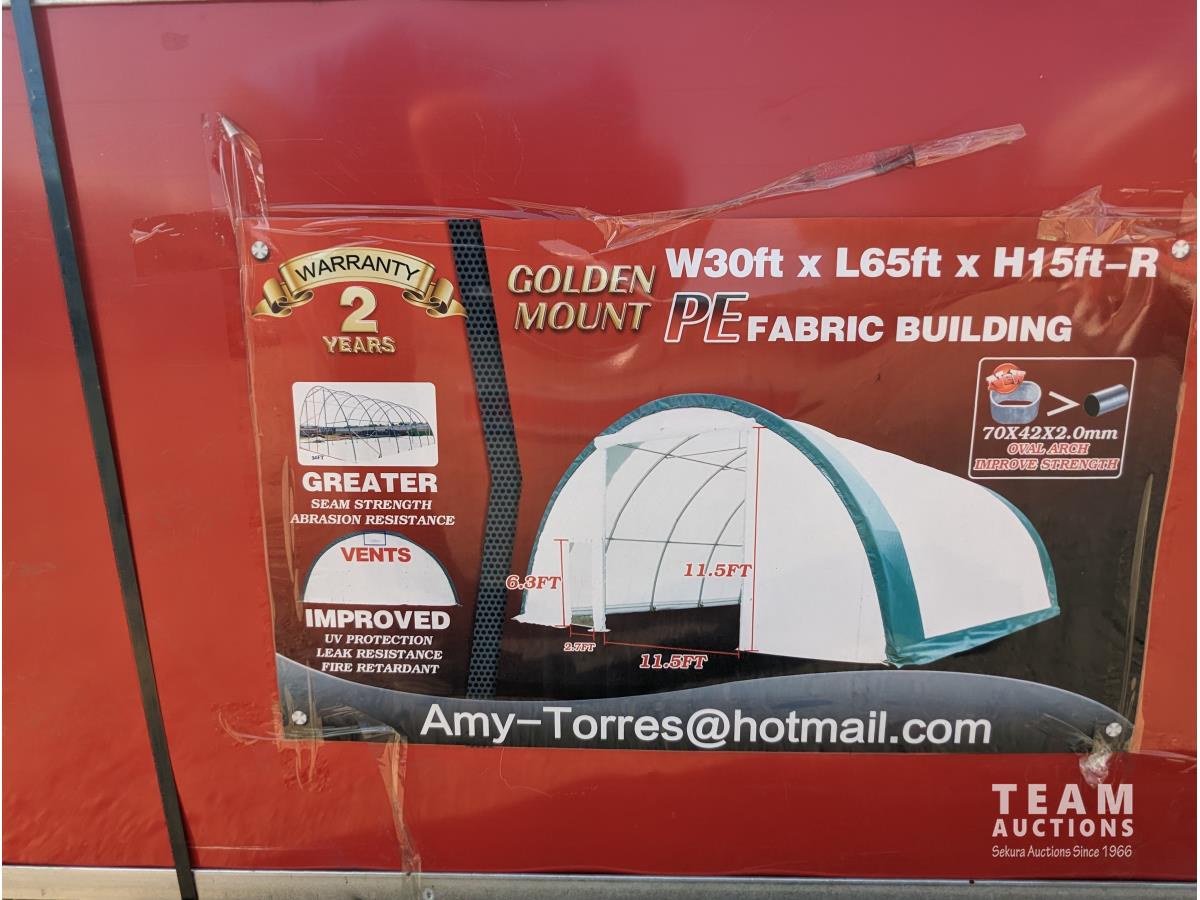 WARRANTY
2
YEARS
GOLDEN
MOUNT
W30ft x L65ft x H15ft-R
PE FABRIC BUILDING
NEW
>
70X42X2.0mm
OVAL ARCH
IMPROVE STRENGTH
GREATER
SEAM STRENGTH
ABRASION RESISTANCE
VENTS
IMPROVED
UV PROTECTION
LEAK RESISTANCE
FIRE RETARDANT
6.3FT
11.5FT
2.7FT
11.5FT
Amy-Torres@hotmail.com
TEAM
AUCTIONS
Sekura Auctions Since 1966